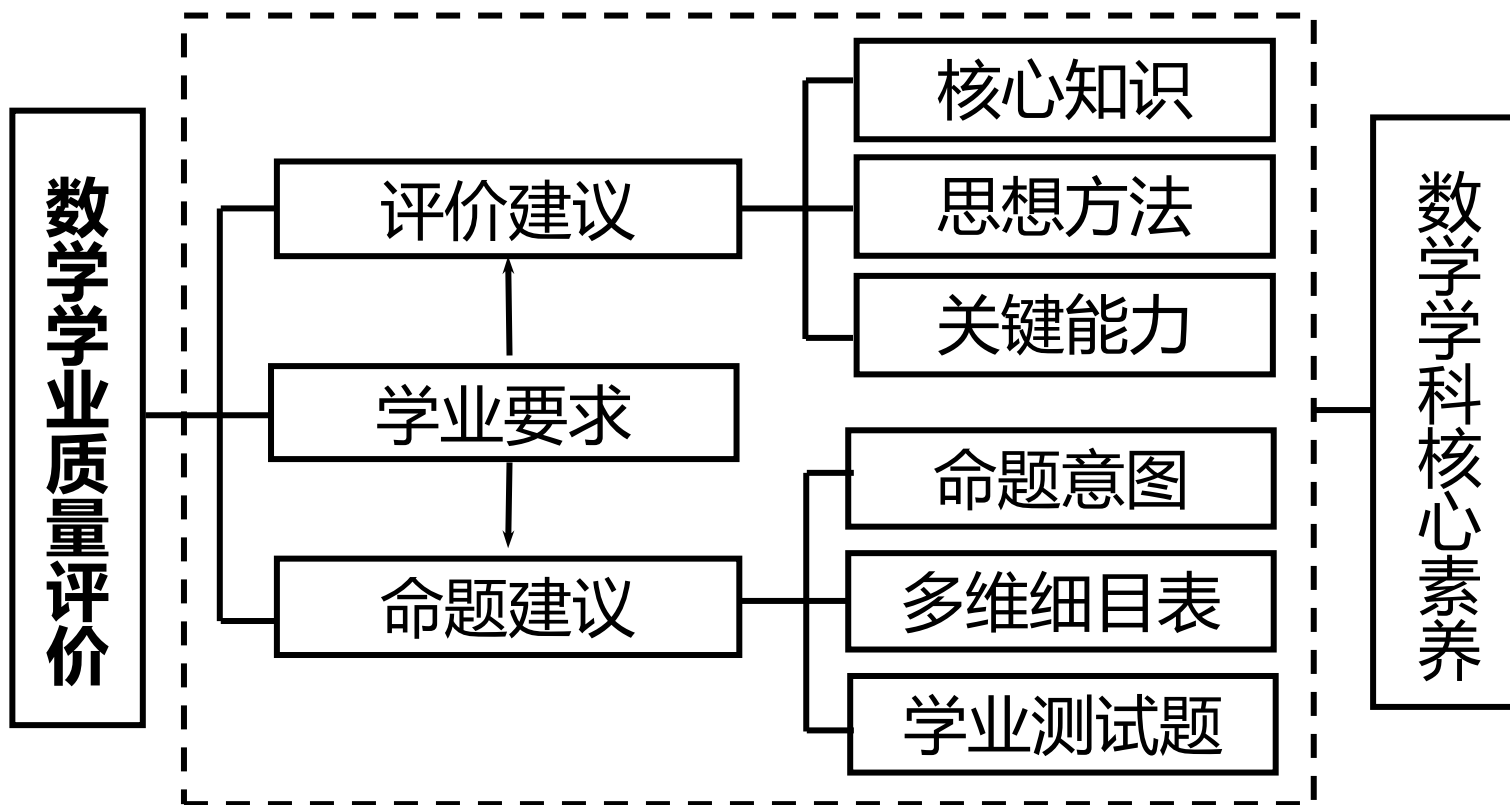 数学学业质量评价
评价建议
学业要求
命题建议
核心知识
思想方法
关键能力
命题意图
多维细目表
学业测试题
数学学科核心素养